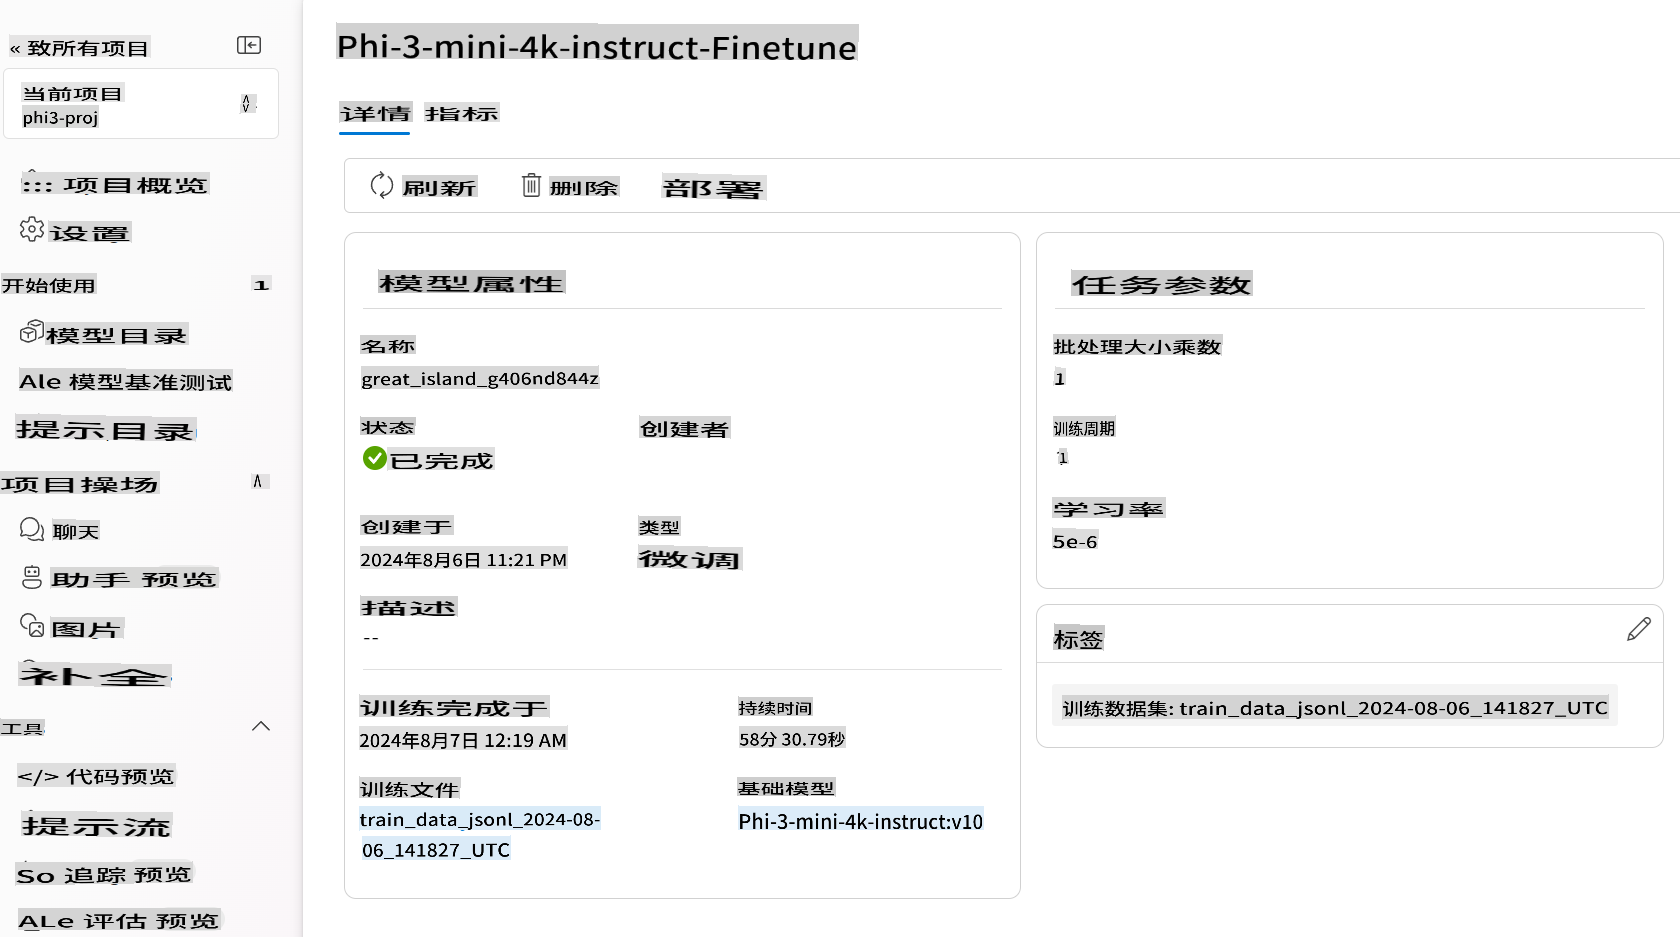 « 致所有项目
当前项目
phi3-proj
项目概览
设置
开始使用
模型目录
Ale 模型基准测试
提示目录
项目操场
聊天
助手 预览
图片
补全
工具
</> 代码预览
提示流
So 追踪 预览
ALe 评估 预览
Phi-3-mini-4k-instruct-Finetune
详情 指标
刷新 删除 部署
模型属性
名称
great_island_g406nd844z
状态 创建者
已完成
创建于 类型
2024年8月6日 11:21 PM 微调
描述
--
训练完成于 持续时间
2024年8月7日 12:19 AM 58分 30.79秒
训练文件 基础模型
train_data_jsonl_2024-08-
06_141827_UTC
Phi-3-mini-4k-instruct:v10
任务参数
批处理大小乘数
1
训练周期
1
学习率
5e-6
标签
训练数据集: train_data_jsonl_2024-08-06_141827_UTC